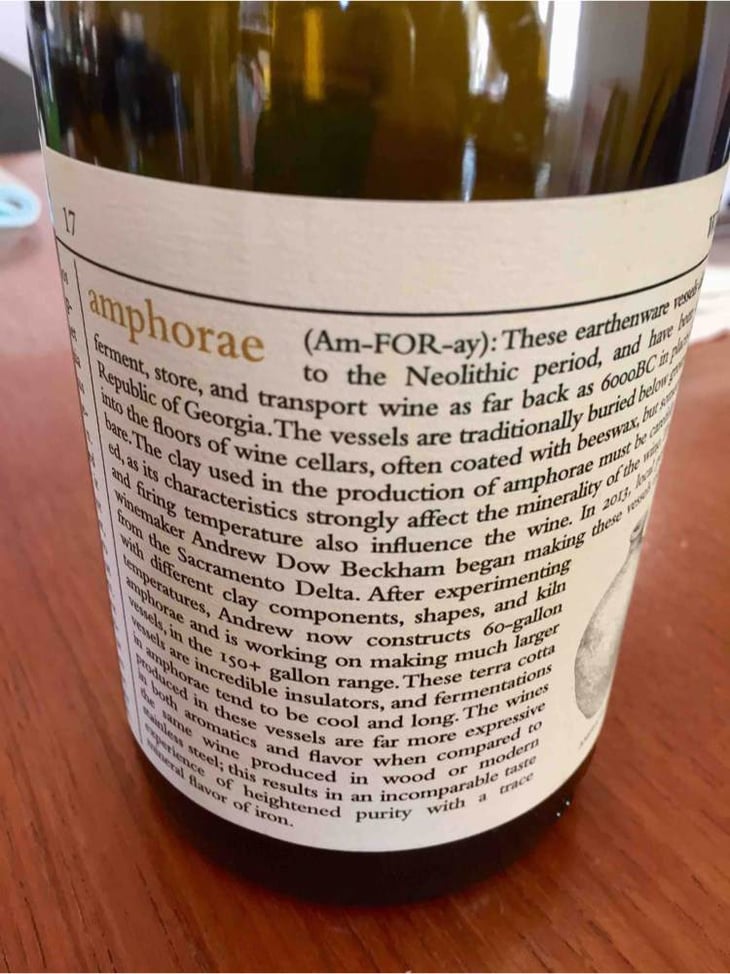 17
amphorae (Am-FOR-ay): These earthenware vessels
to the Neolithic period, and have been
ferment, store, and transport wine as far back as 6000BC in
Republic of Georgia. The vessels are traditionally buried below
into the floors of wine cellars, often coated with beeswax, but
bare. The clay used in the production of amphorae must be
ed, as its characteristics strongly affect the minerality of the wine
and firing temperature also influence the wine. In 2013, local
winemaker Andrew Dow Beckham began making these vessels
from the Sacramento Delta. After experimenting
with different clay components, shapes, and kiln
temperatures, Andrew now constructs 60-gallon
amphorae and is working on making much larger
vessels, in the 150+ gallon range. These terra cotta
vessels are incredible insulators, and fermentations
in amphorae tend to be cool and long. The wines
produced in these vessels are far more expressive
in both aromatics and flavor when compared to
the same wine produced in wood or modern
stainless steel; this results in an incomparable taste
experience of heightened purity with a trace
mineral flavor of iron.